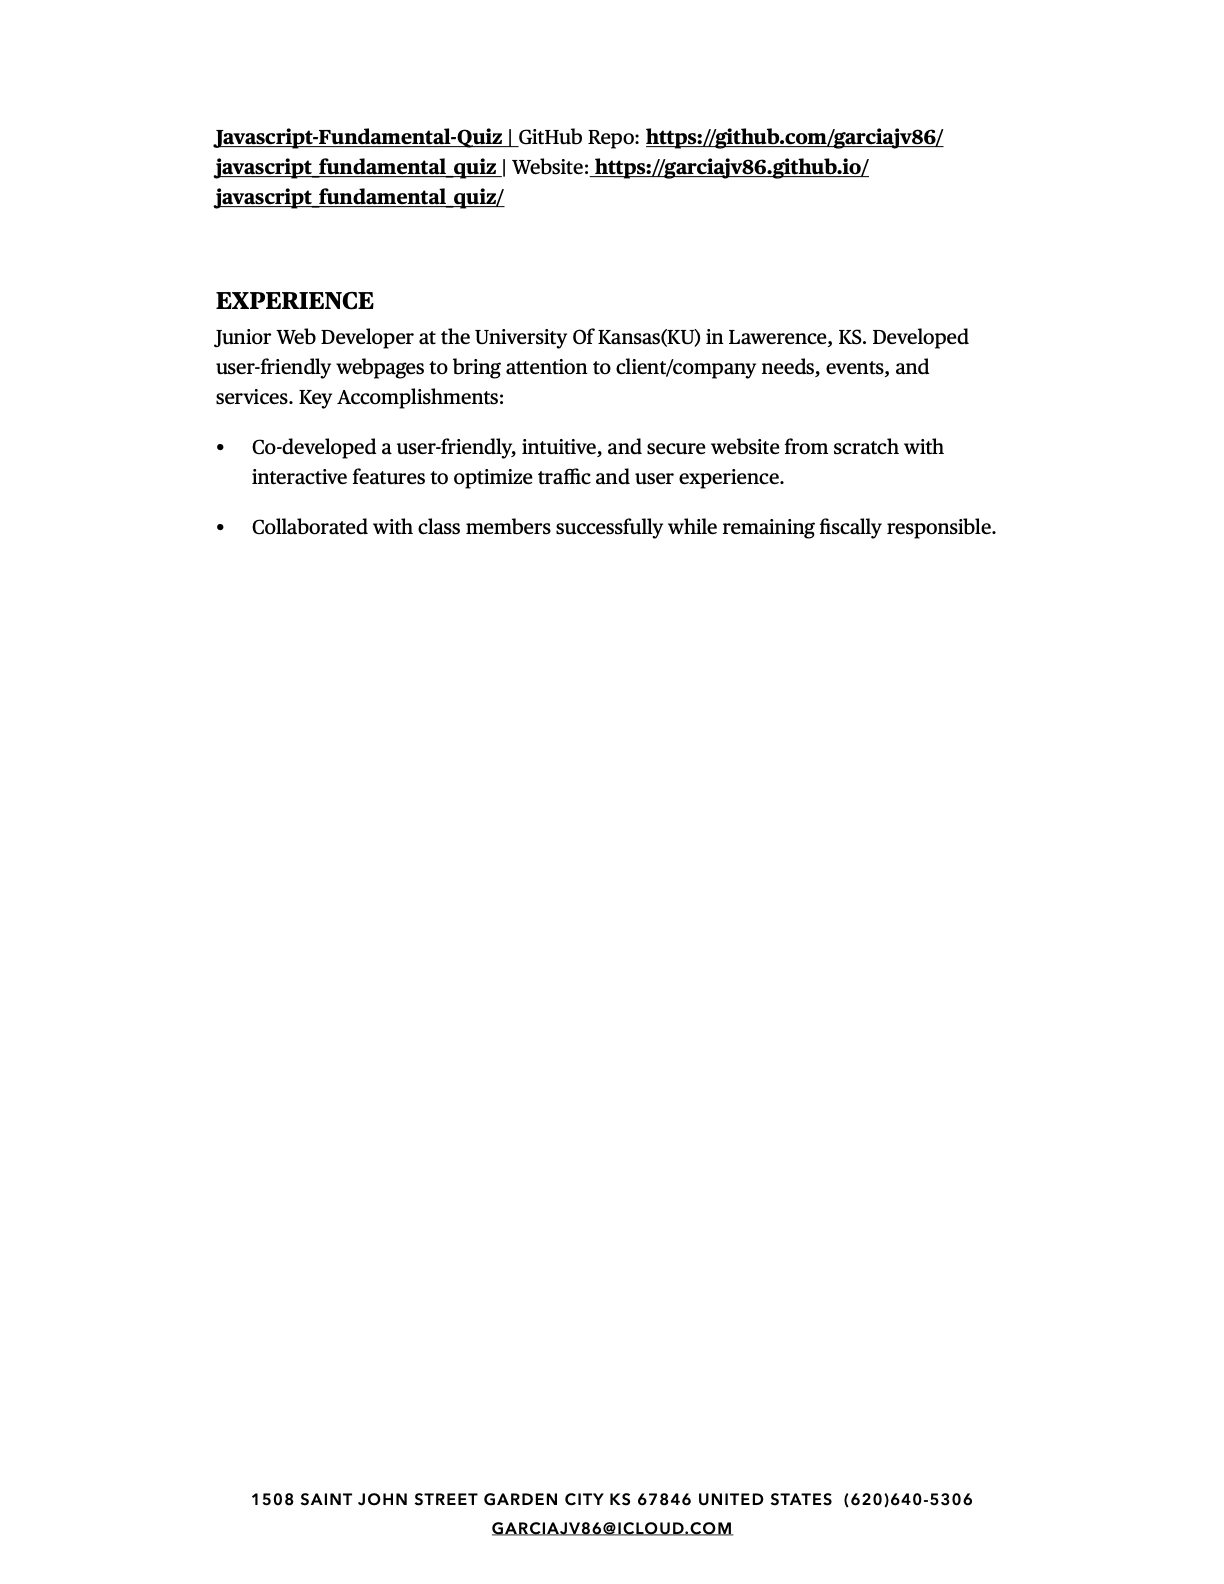 Javascript-Fundamental-Quiz | GitHub Repo: https://github.com/garciajv86/
javascript_fundamental_quiz | Website: https://garciajv86.github.io/
javascript_fundamental_quiz/
EXPERIENCE
Junior Web Developer at the University Of Kansas(KU) in Lawerence, KS. Developed
user-friendly webpages to bring attention to client/company needs, events, and
services. Key Accomplishments:
• Co-developed a user-friendly, intuitive, and secure website from scratch with
interactive features to optimize traffic and user experience.
• Collaborated with class members successfully while remaining fiscally responsible.
1508 SAINT JOHN STREET GARDEN CITY KS 67846 UNITED STATES (620)640-5306
GARCIAJV86@ICLOUD.COM